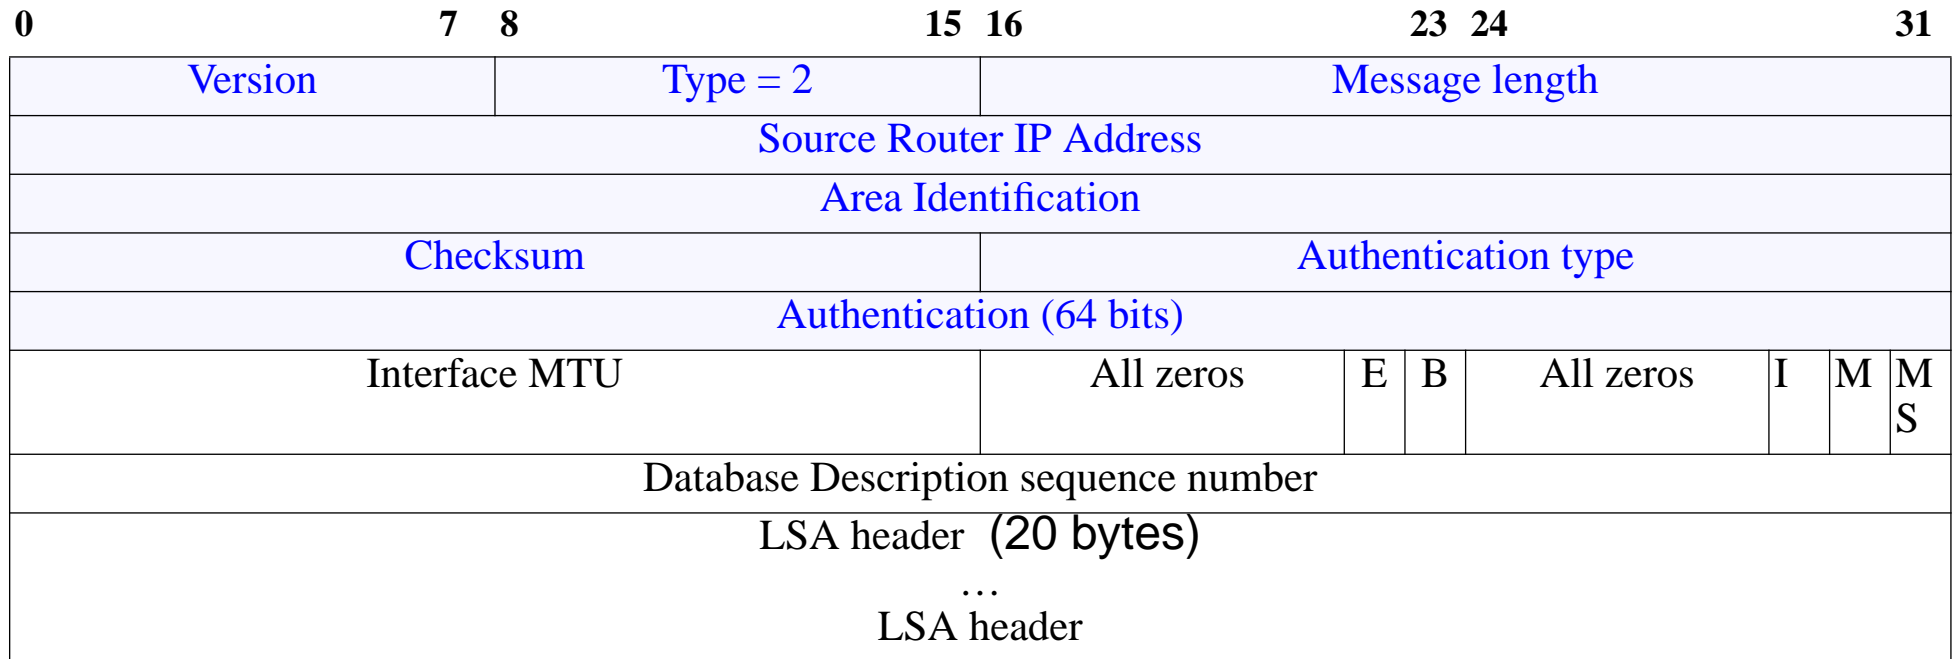 0 7 8 15 16 23 24 31
Version Type = 2 Message length
Source Router IP Address
Area Identification
Checksum Authentication type
Authentication (64 bits)
Interface MTU All zeros E B All zeros I M M
S
Database Description sequence number
LSA header (20 bytes)
…
LSA header